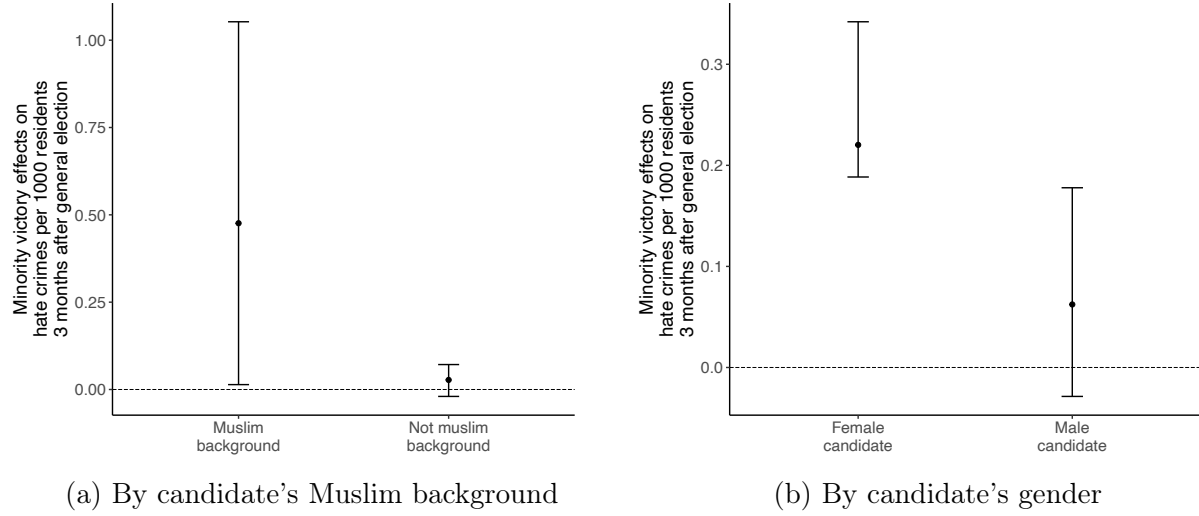 Minority victory effects on
hate crimes per 1000 residents
3 months after general election
1.00
0.75
0.50
0.25
0.00
Muslim
background
Not muslim
background
(a) By candidate's Muslim background
Minority victory effects on
hate crimes per 1000 residents
3 months after general election
0.3
0.2
0.1
0.0
Female
candidate
Male
candidate
(b) By candidate's gender